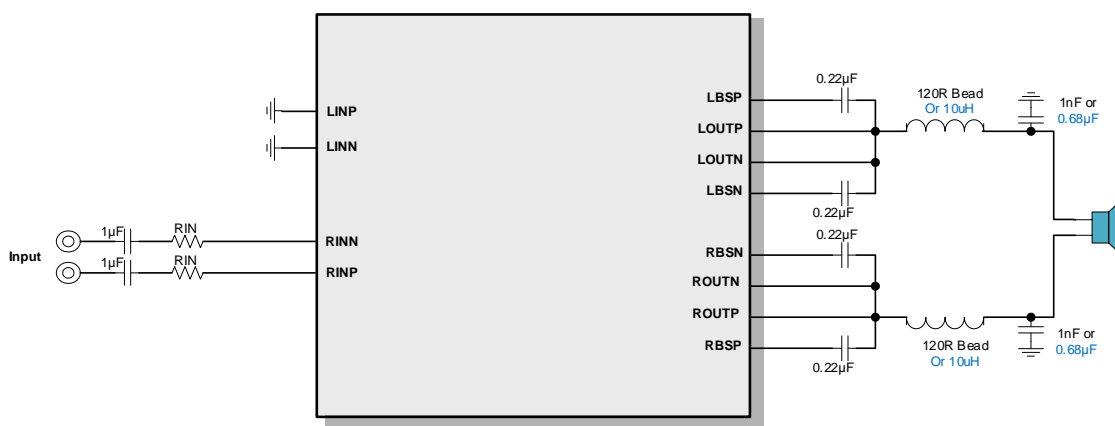 Input
1µF
RIN
1µF
RIN
LINP
LINN
RINN
RINP
LBSP
LOUTP
LOUTN
LBSN
RBSN
ROUTN
ROUTP
RBSP
0.22µF
0.22µF
0.22µF
0.22µF
120R Bead
Or 10uH
1nF or
0.68µF
120R Bead
Or 10uH
1nF or
0.68µF